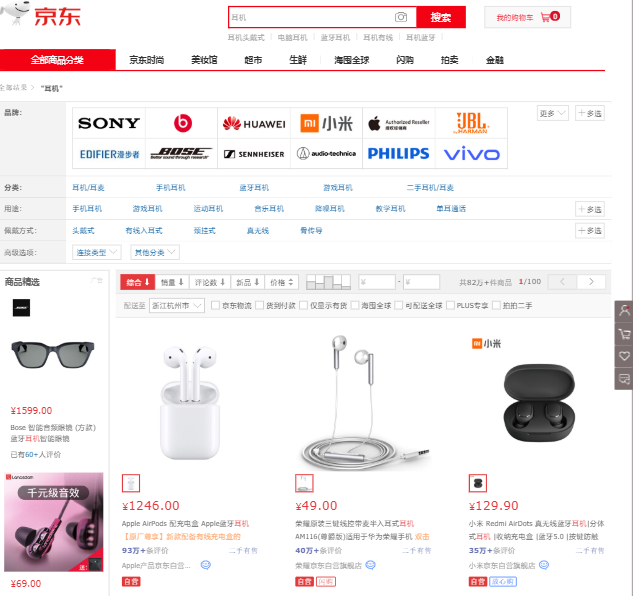 京东
耳机
搜索
我的购物车 0
耳机头戴式 电脑耳机 蓝牙耳机 耳机有线 耳机蓝牙
全部商品分类 京东时尚 美妆馆 超市 生鲜 海囤全球 闪购 拍卖 金融
全部结果 > "耳机"
品牌:
SONY
HUAWEI
小米
Authorized Reseller
JBL
by HARMAN
更多 + 多选
EDIFIER漫步者
BOSE
Better sound through research
SENNHEISER
audio-technica
PHILIPS
vivo
分类: 耳机/耳麦 手机耳机 蓝牙耳机 游戏耳机 二手耳机/耳麦
用途: 手机耳机 游戏耳机 运动耳机 音乐耳机 降噪耳机 教学耳机 单耳通话 + 多选
佩戴方式: 头戴式 有线入耳式 颈挂式 真无线 骨传导 + 多选
高级选项: 连接类型 其他分类
商品精选 广告
综合 销量 评论数 新品 价格 ¥ - ¥ 共82万+件商品 1/100 < >
配送至 浙江杭州市 京东物流 货到付款 仅显示有货 海囤全球 可配送全球 PLUS专享 拍拍二手
BOSE
¥1599.00
Bose 智能音频眼镜 (方款)
蓝牙耳机智能眼镜
已有60+人评价
Langsdom
千元级音效
送:
¥69.00
¥1246.00
Apple AirPods 配充电盒 Apple蓝牙耳机
【原厂尊享】新款配备有线充电盒的
93万+条评价 二手有售
Apple产品京东自营...
自营
¥49.00
荣耀原装三键线控带麦半入耳式耳机
AM116(尊爵版)适用于华为荣耀手机 双击
40万+条评价 二手有售
荣耀京东自营旗舰店
自营 闪购
小米
¥129.90
小米 Redmi AirDots 真无线蓝牙耳机|分体
式耳机 |收纳充电盒 |蓝牙5.0 |按键防触
35万+条评价 二手有售
小米京东自营旗舰店
自营 放心购